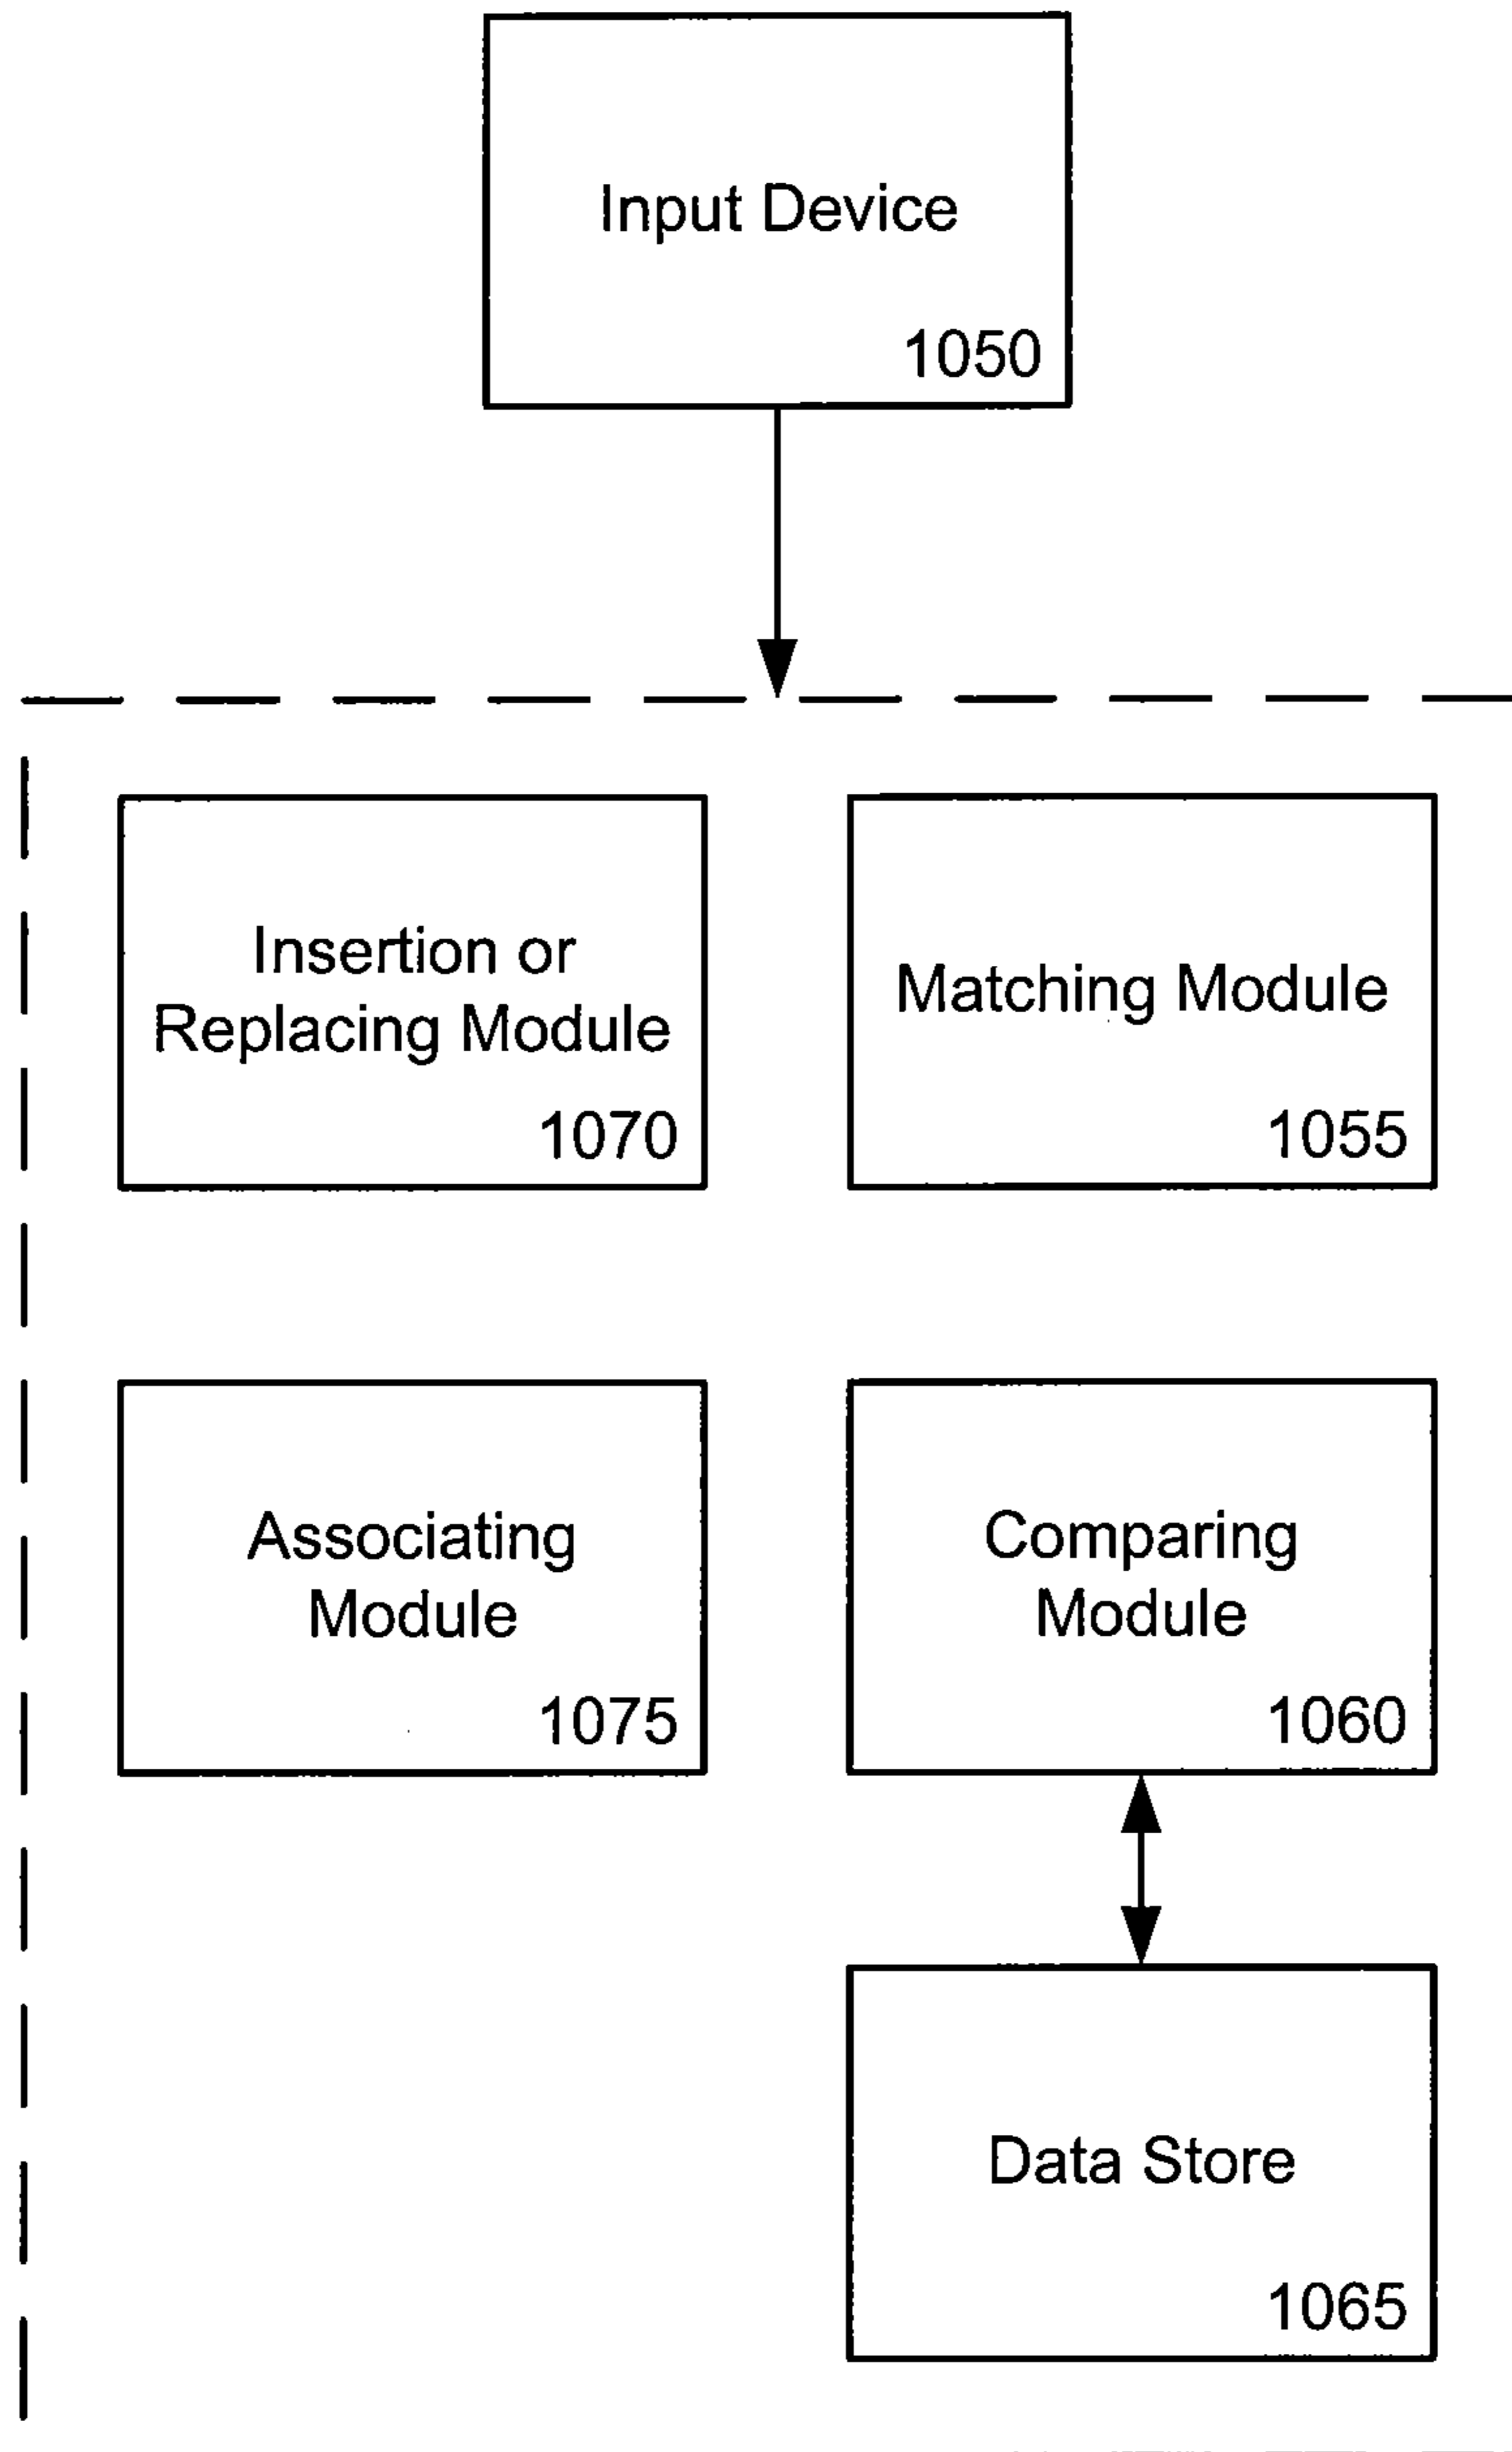 Input Device
1050
Insertion or
Replacing Module
1070
Matching Module
1055
Associating
Module
1075
Comparing
Module
1060
Data Store
1065